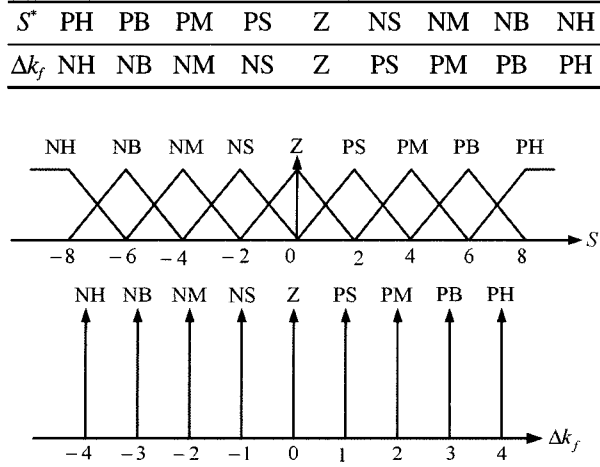 S* PH PB PM PS Z NS NM NB NH
Δk_f NH NB NM NS Z PS PM PB PH
NH NB NM NS Z PS PM PB PH
-8 -6 -4 -2 0 2 4 6 8 S
NH NB NM NS Z PS PM PB PH
-4 -3 -2 -1 0 1 2 3 4 Δk_f